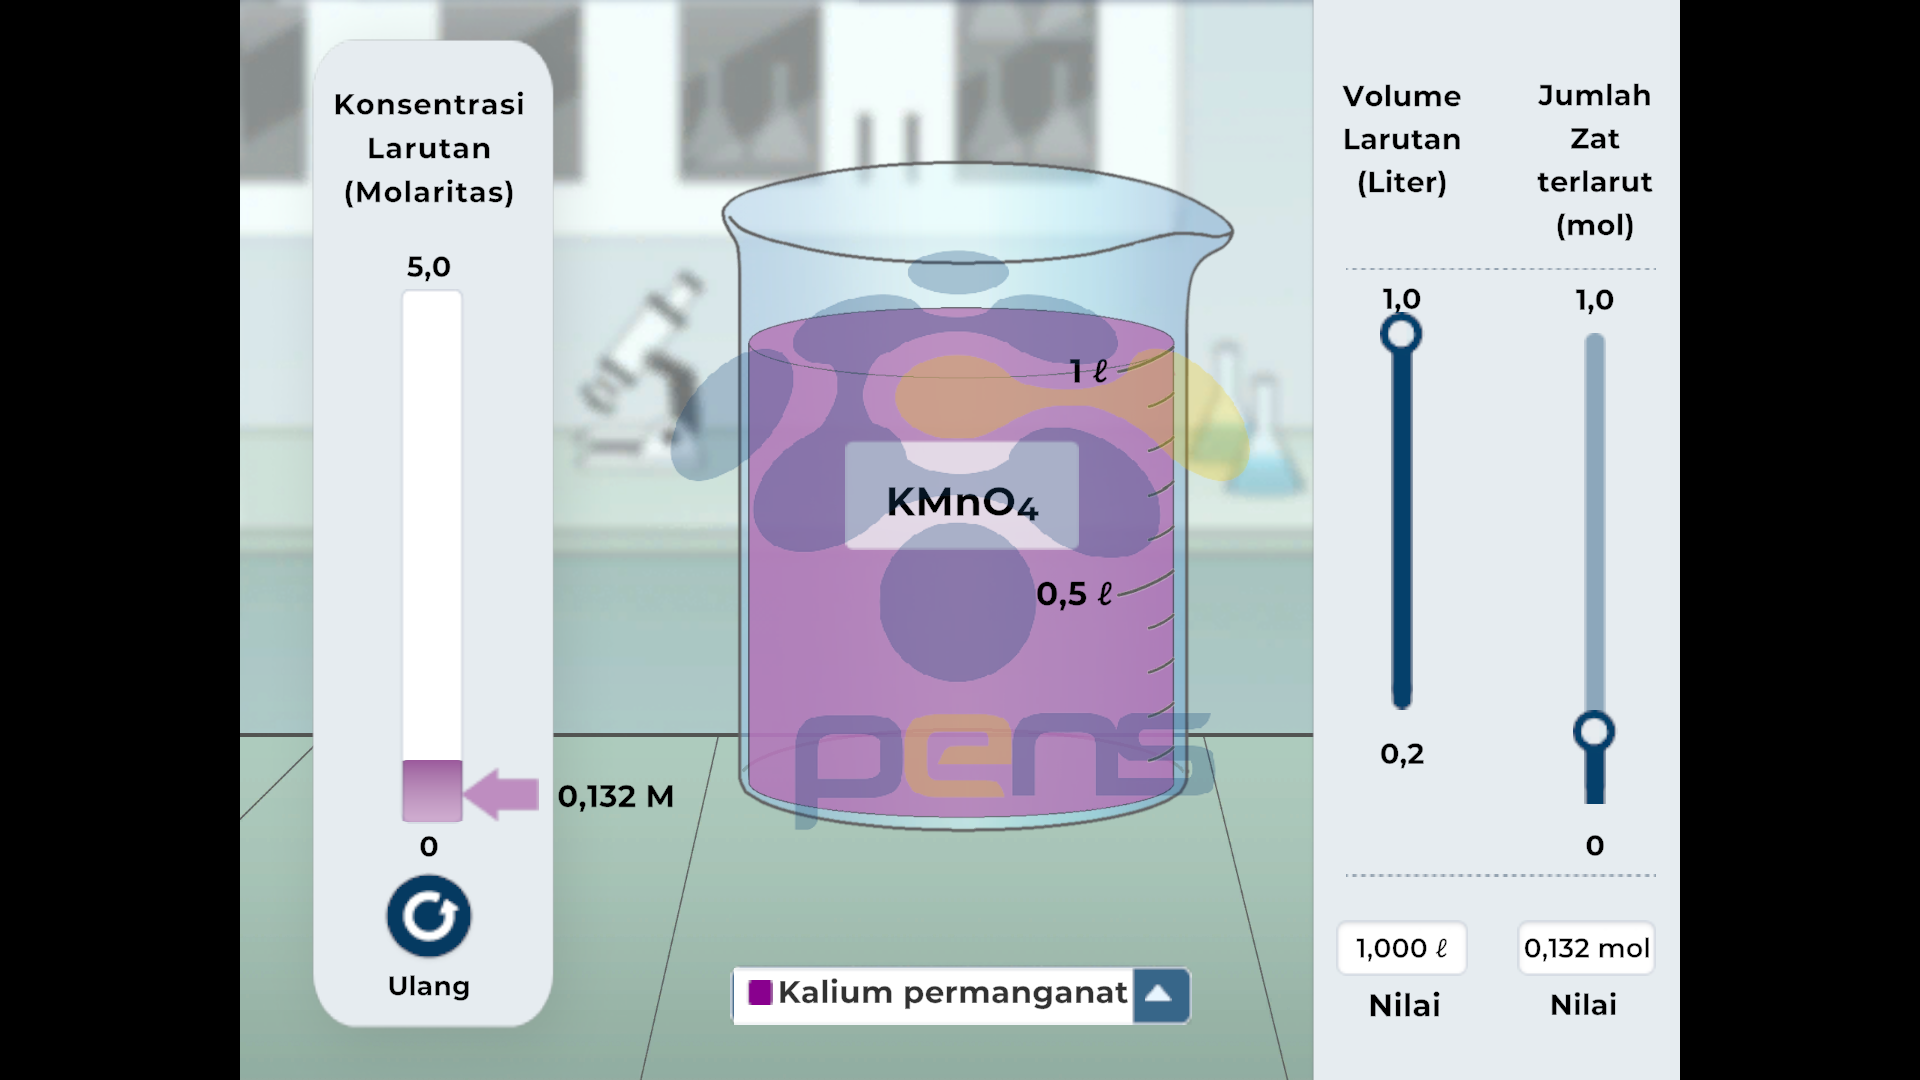 Konsentrasi
Larutan
(Molaritas)
5,0
0,132 M
0
Ulang
1 ℓ
KMnO₄
0,5 ℓ
pens
Kalium permanganat
Volume
Larutan
(Liter)
1,0
0,2
1,000 ℓ
Nilai
Jumlah
Zat
terlarut
(mol)
1,0
0
0,132 mol
Nilai